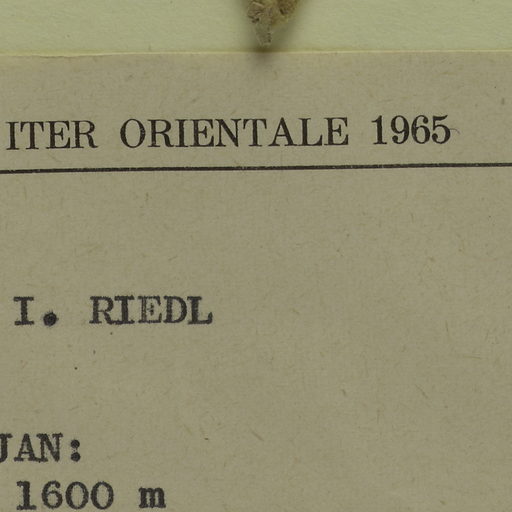 ITER ORIENTALE 1965
I. RIEDL
JAN:
1600 m